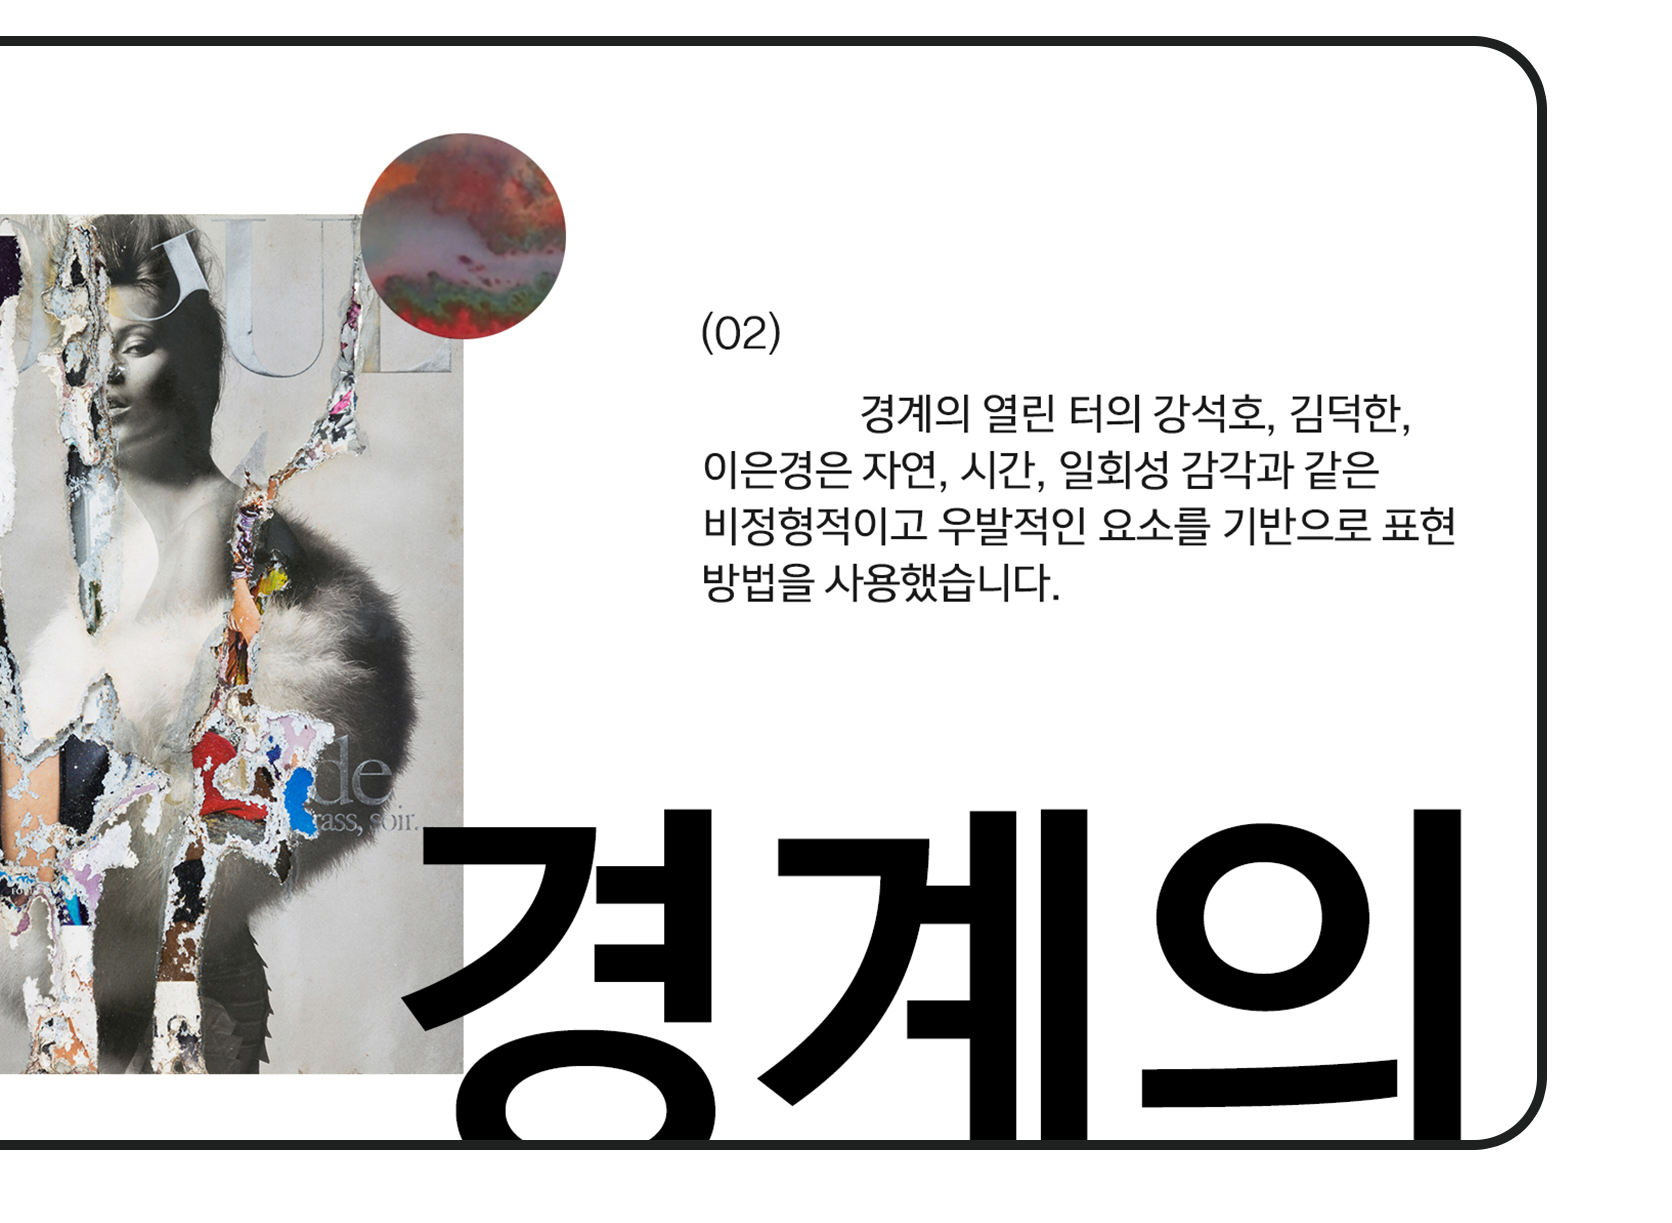 (02)
경계의 열린 터의 강석호, 김덕한,
이은경은 자연, 시간, 일회성 감각과 같은
비정형적이고 우발적인 요소를 기반으로 표현
방법을 사용했습니다.
de
rass, soir.
경계의